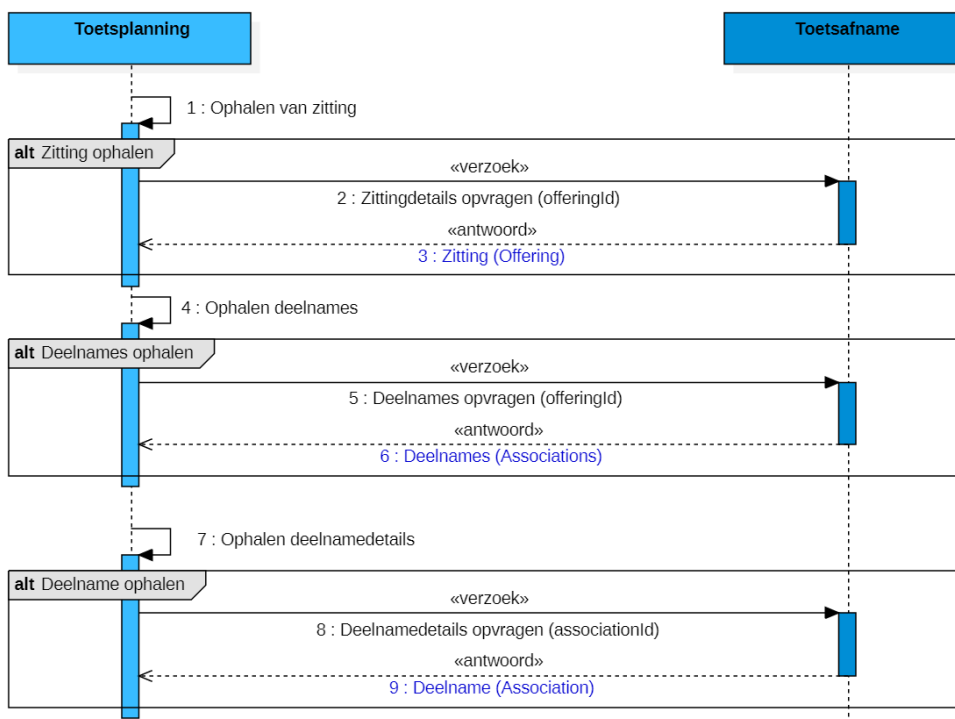 Toetsplanning
Toetsafname
1 : Ophalen van zitting
alt Zitting ophalen
«verzoek»
2 : Zittingdetails opvragen (offeringId)
«antwoord»
3 : Zitting (Offering)
4 : Ophalen deelnames
alt Deelnames ophalen
«verzoek»
5 : Deelnames opvragen (offeringId)
«antwoord»
6 : Deelnames (Associations)
7 : Ophalen deelnamedetails
alt Deelname ophalen
«verzoek»
8 : Deelnamedetails opvragen (associationId)
«antwoord»
9 : Deelname (Association)